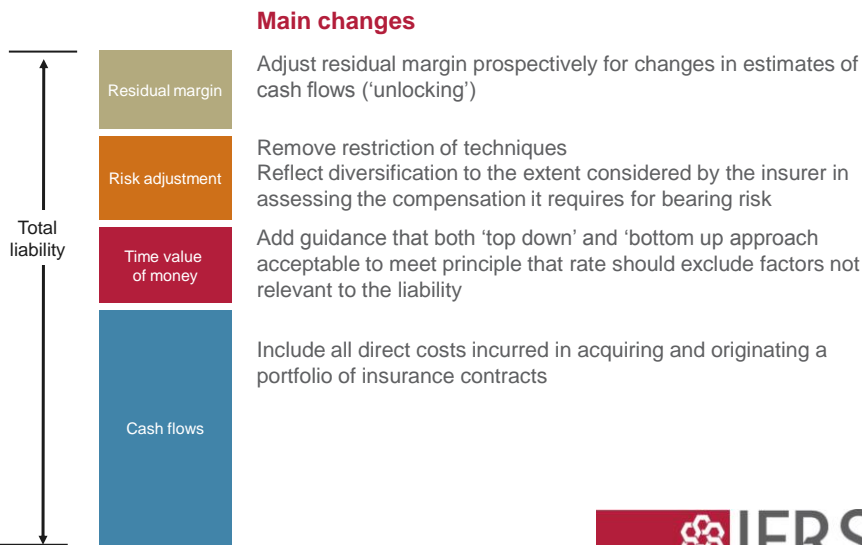 Main changes
Total
liability
Residual margin
Adjust residual margin prospectively for changes in estimates of
cash flows (‘unlocking’)
Risk adjustment
Remove restriction of techniques
Reflect diversification to the extent considered by the insurer in
assessing the compensation it requires for bearing risk
Time value
of money
Add guidance that both ‘top down’ and ‘bottom up approach
acceptable to meet principle that rate should exclude factors not
relevant to the liability
Cash flows
Include all direct costs incurred in acquiring and originating a
portfolio of insurance contracts
IFRS